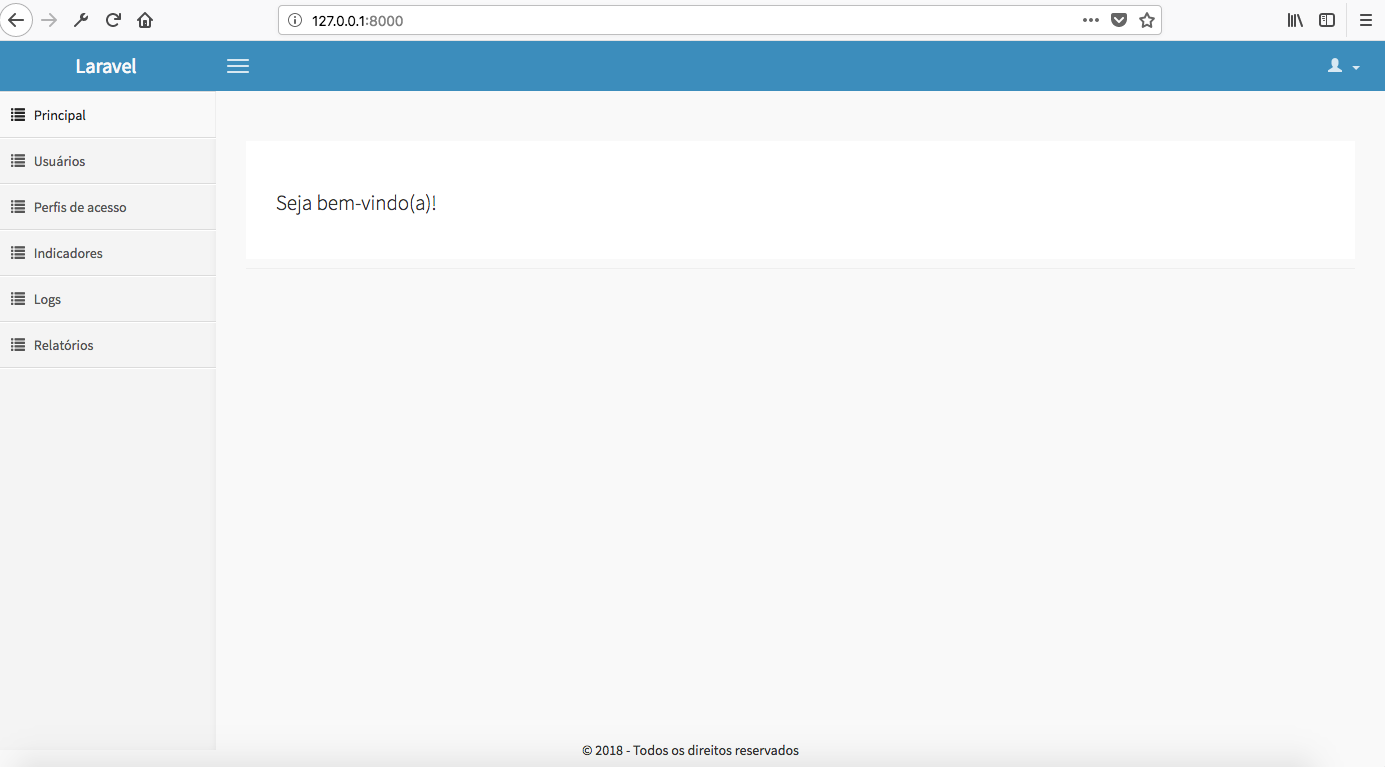 127.0.0.1:8000
Laravel
Principal
Usuários
Perfis de acesso
Indicadores
Logs
Relatórios
Seja bem-vindo(a)!
© 2018 - Todos os direitos reservados